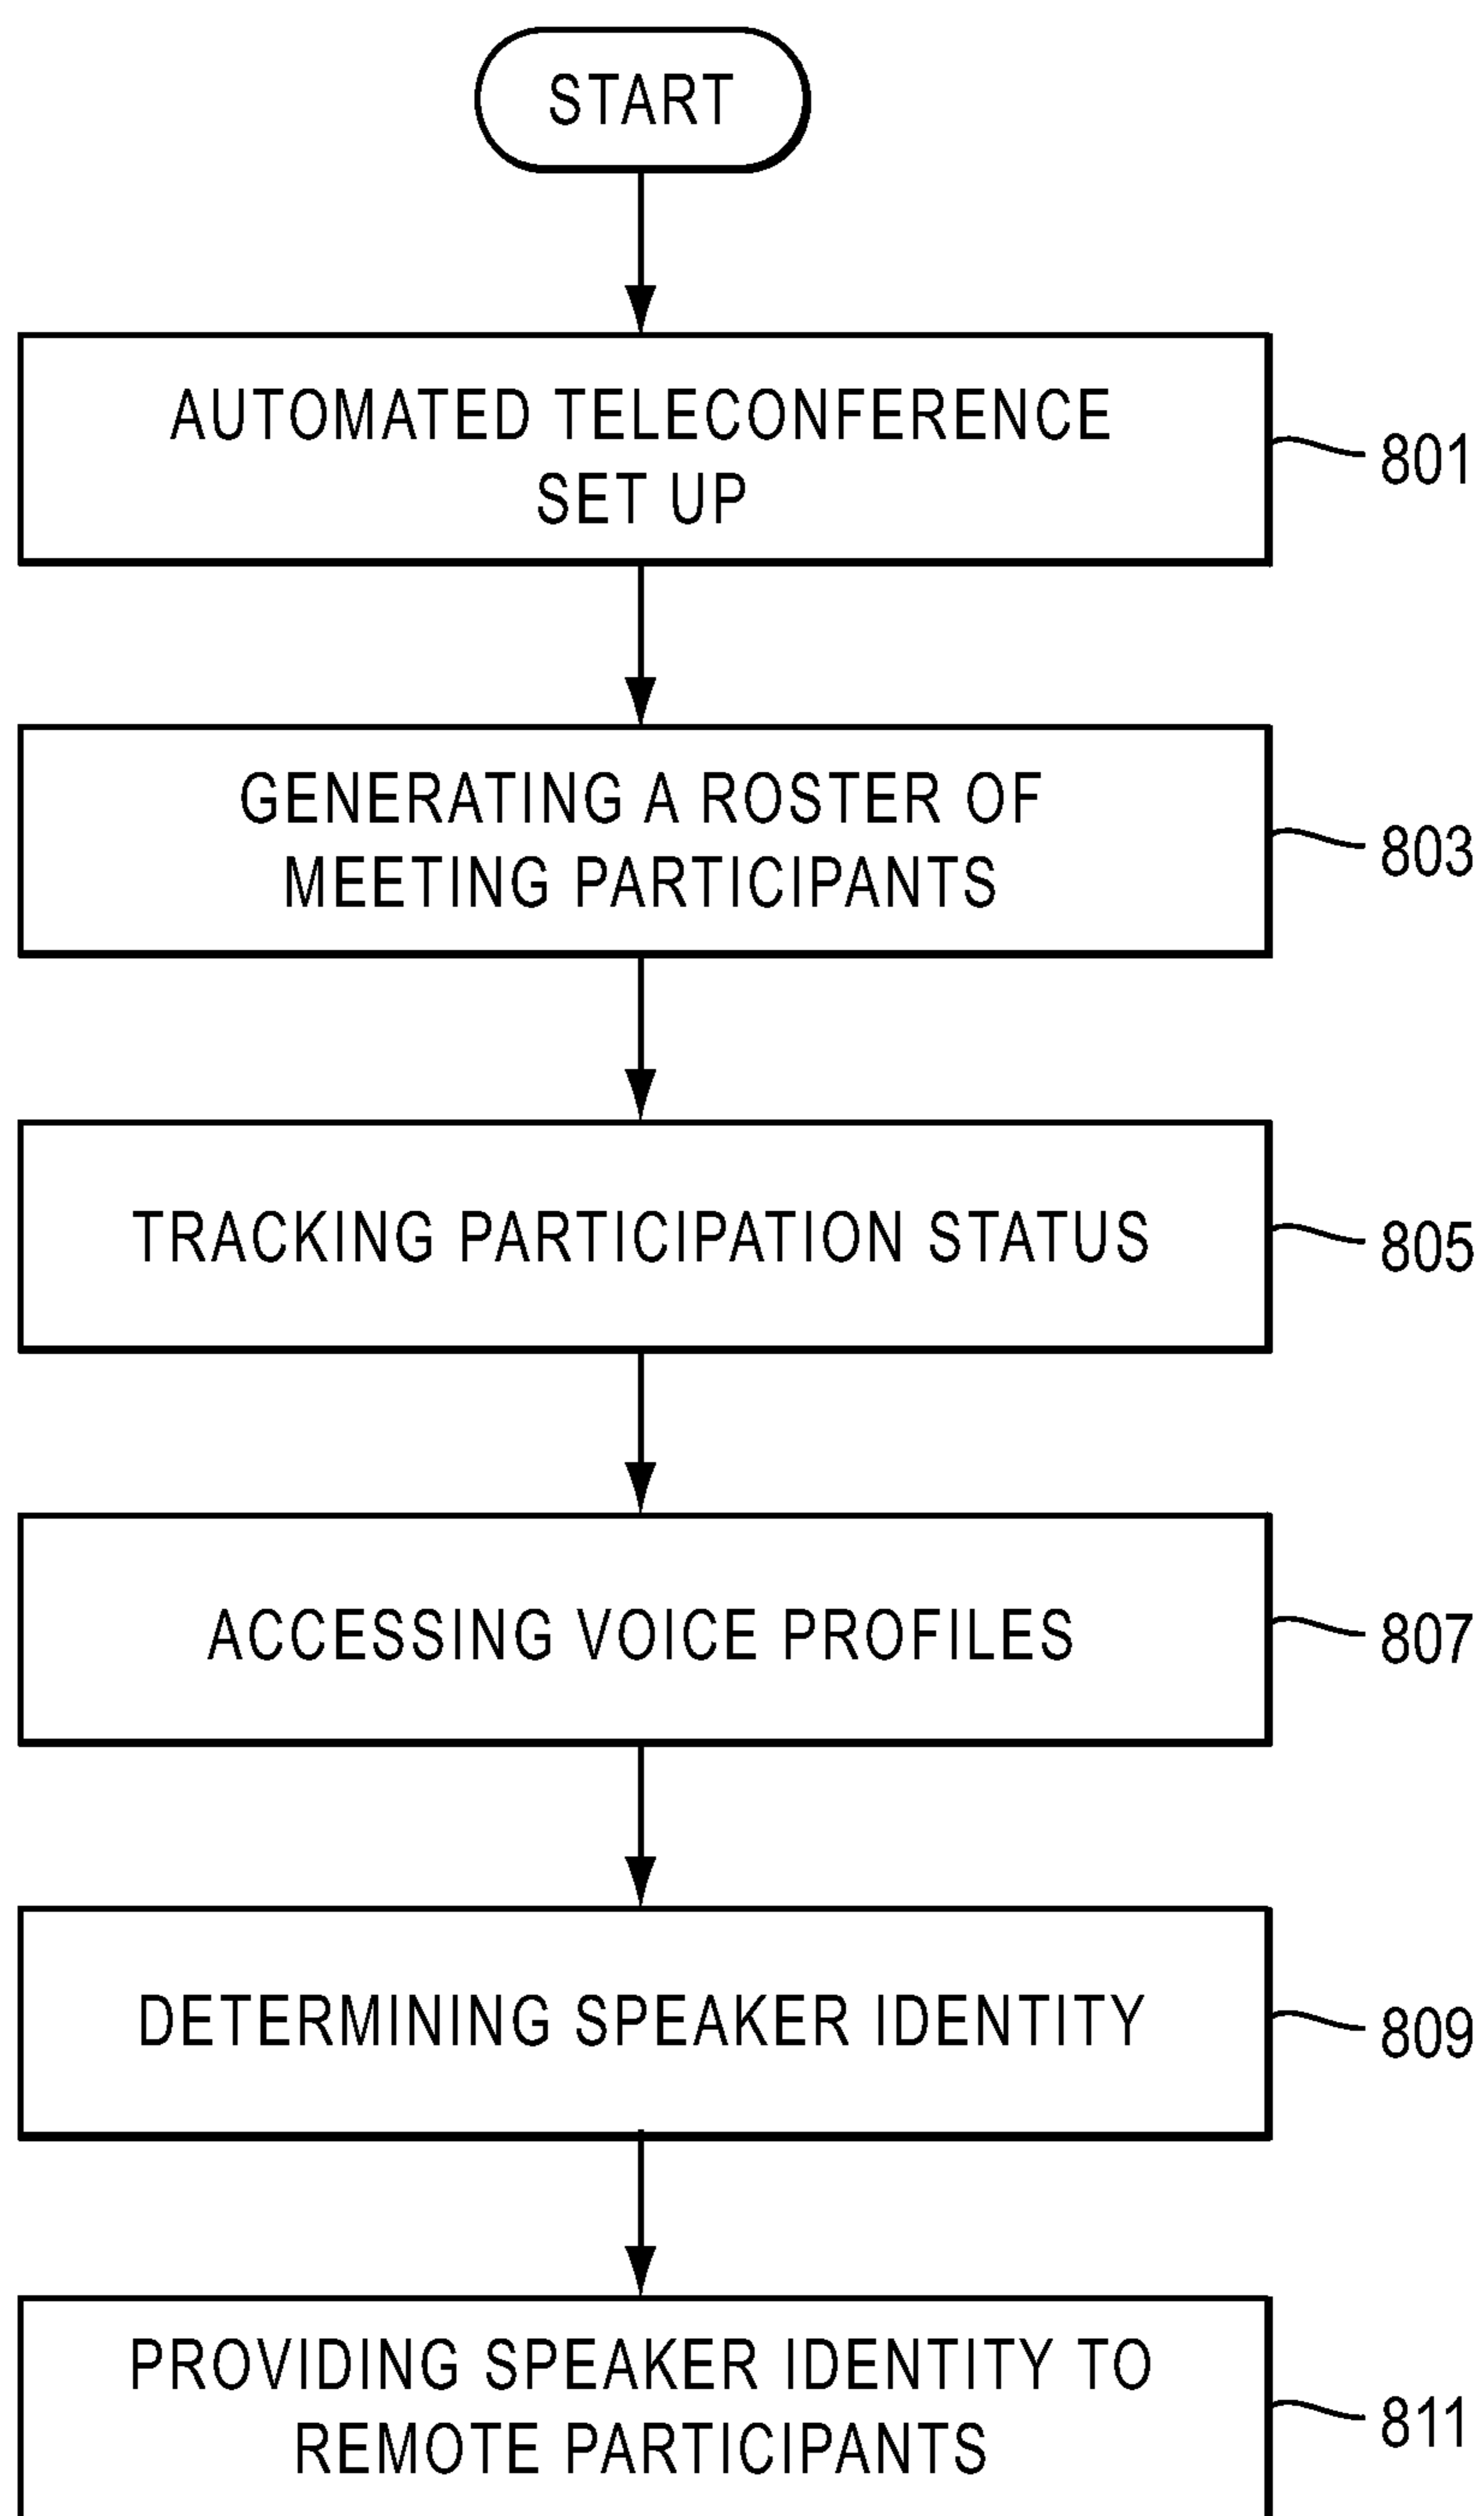 START
AUTOMATED TELECONFERENCE
SET UP
801
GENERATING A ROSTER OF
MEETING PARTICIPANTS
803
TRACKING PARTICIPATION STATUS
805
ACCESSING VOICE PROFILES
807
DETERMINING SPEAKER IDENTITY
809
PROVIDING SPEAKER IDENTITY TO
REMOTE PARTICIPANTS
811